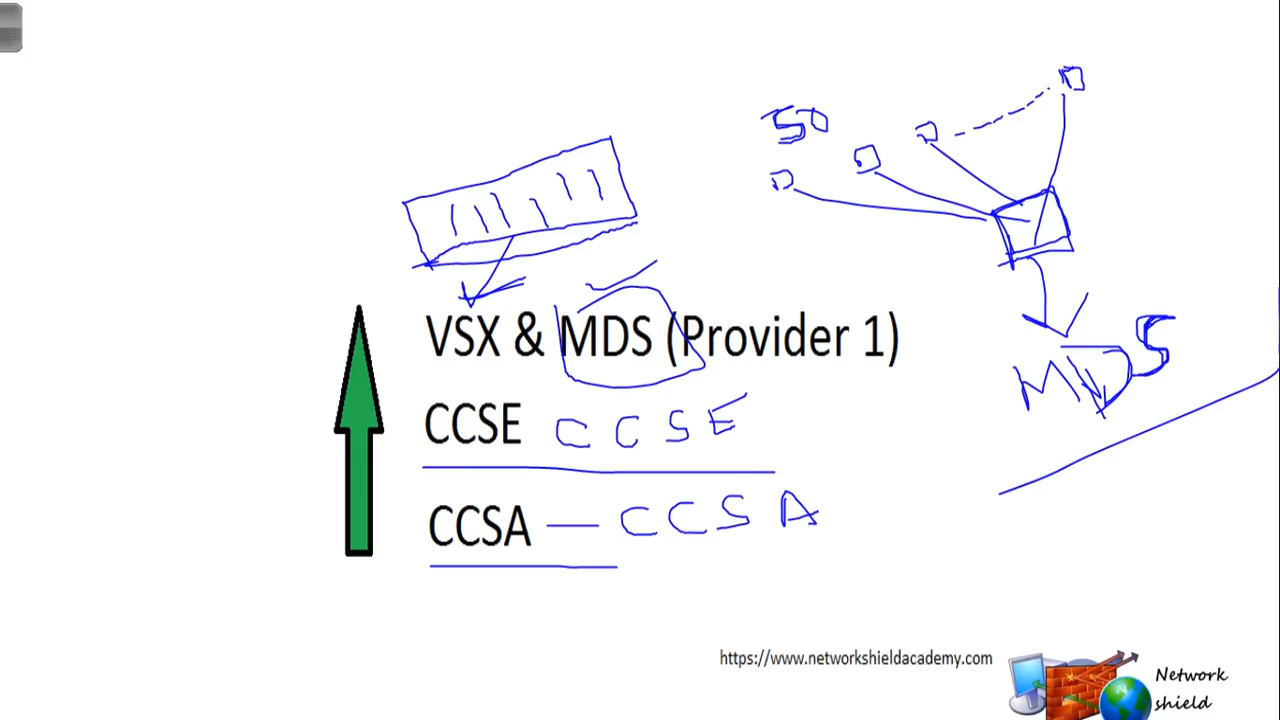 50
VSX & MDS (Provider 1)
MDS
CCSE CCSE
CCSA — CCSA
https://www.networkshieldacademy.com
Network
shield